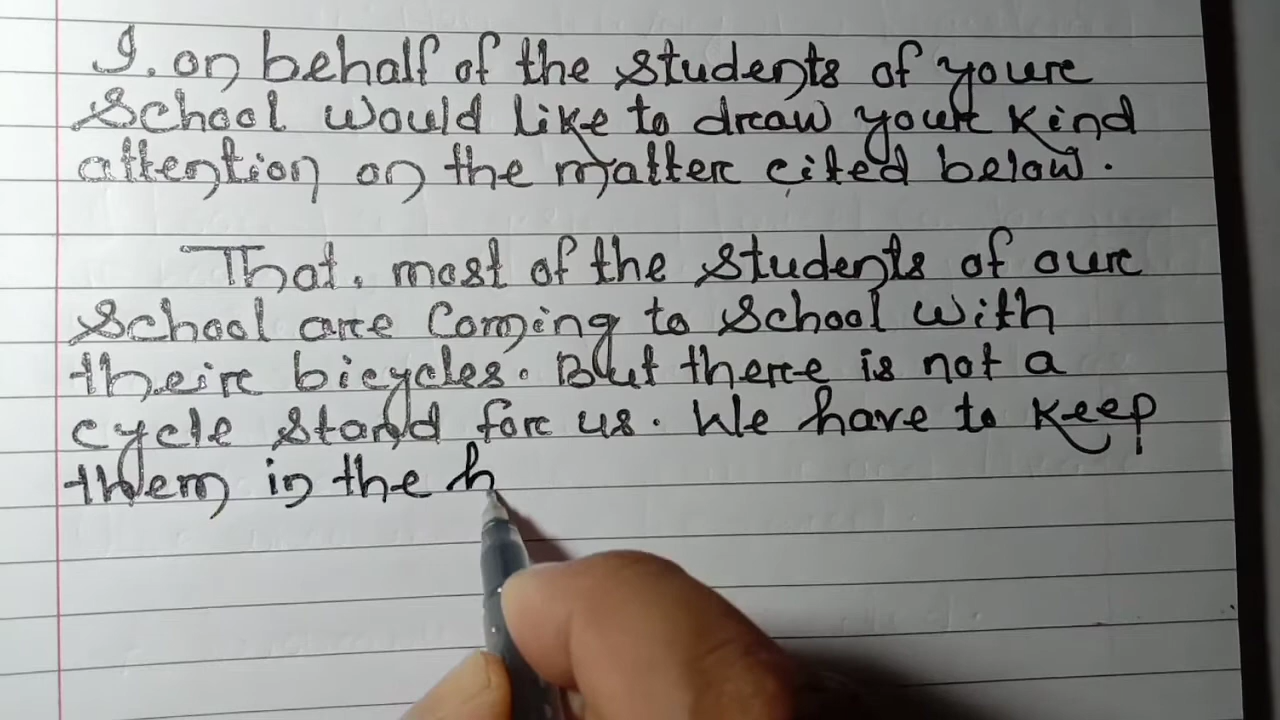 I. on behalf of the students of your
School would like to draw your kind
attention on the matter cited below.
That, most of the students of our
School are Coming to School with
their bicycles. But there is not a
cycle stand for us. We have to keep
them in the h